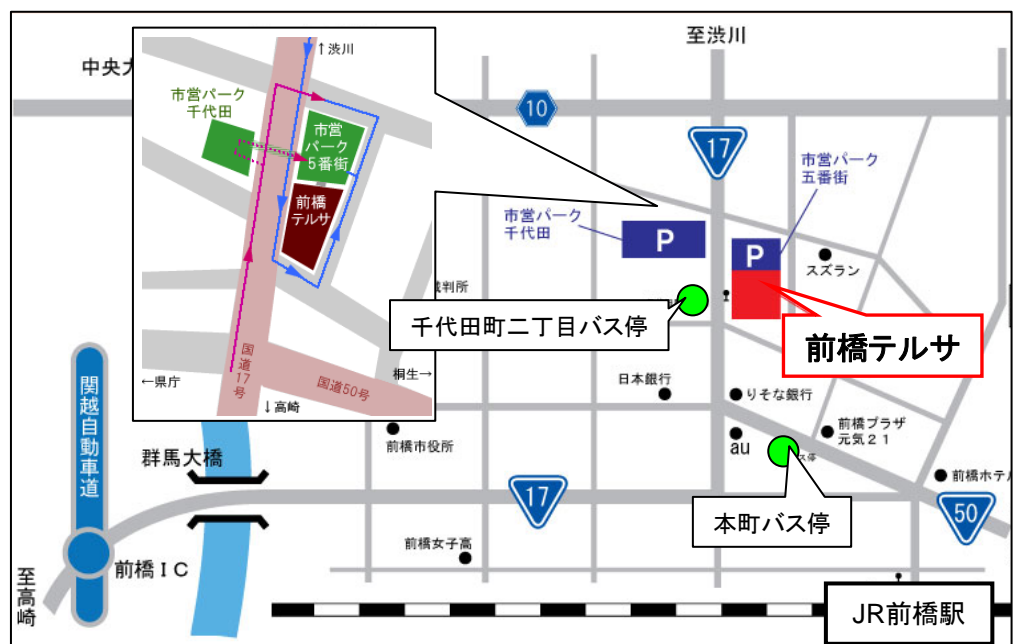 至渋川
中央大
↑渋川
市営パーク
千代田
市営
パーク
5番街
前橋
テルサ
国道17号
国道50号
←県庁
桐生→
↓高崎
10
17
市営パーク
五番街
市営パーク
千代田
P
P
スズラン
判所
千代田町二丁目バス停
前橋テルサ
日本銀行
りそな銀行
前橋プラザ
元気21
au
ス停
前橋市役所
前橋ホテル
関越自動車道
群馬大橋
17
50
本町バス停
前橋女子高
前橋IC
至高崎
JR前橋駅